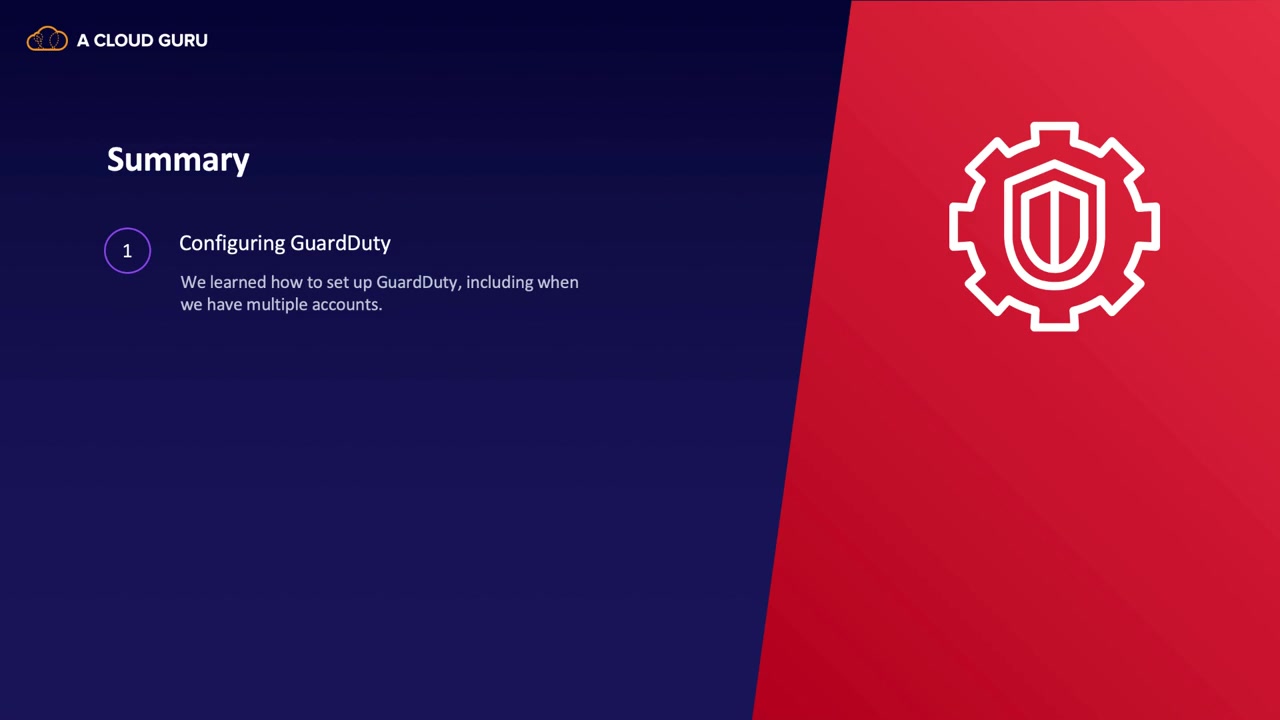 A CLOUD GURU
Summary
1
Configuring GuardDuty
We learned how to set up GuardDuty, including when
we have multiple accounts.